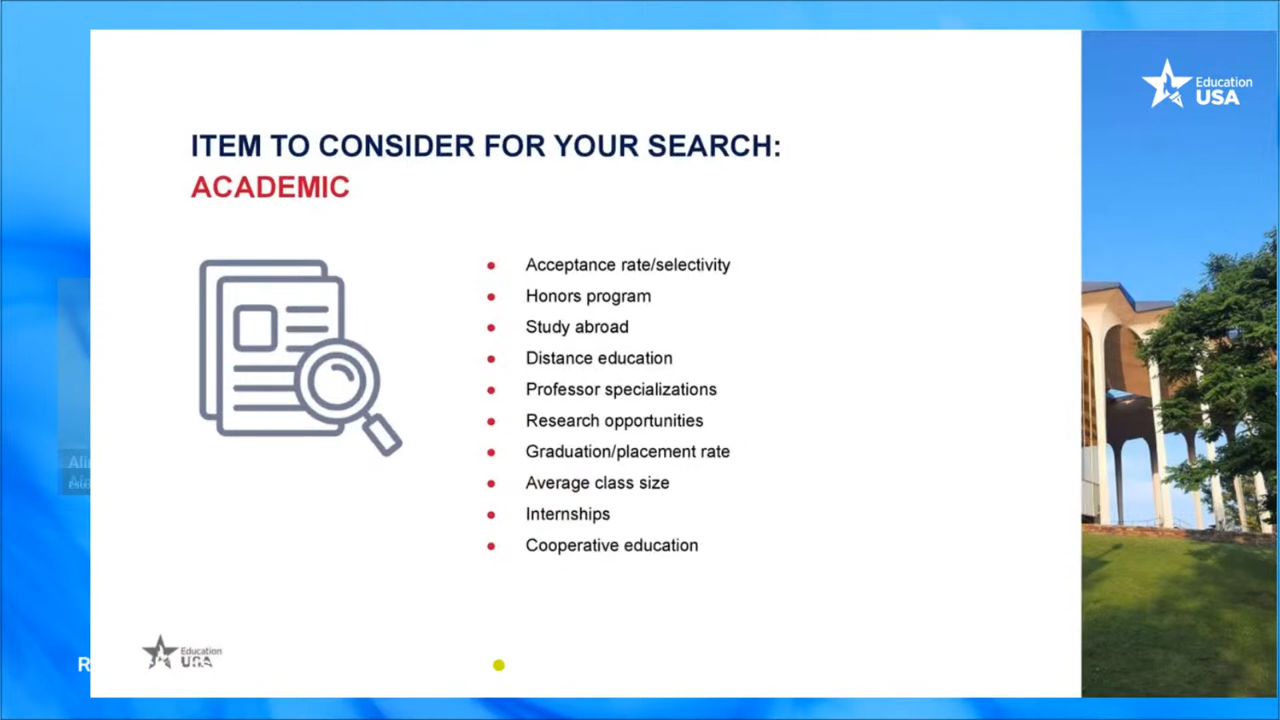 Education
USA
ITEM TO CONSIDER FOR YOUR SEARCH:
ACADEMIC
Acceptance rate/selectivity
Honors program
Study abroad
Distance education
Professor specializations
Research opportunities
Graduation/placement rate
Average class size
Internships
Cooperative education
Education
USA